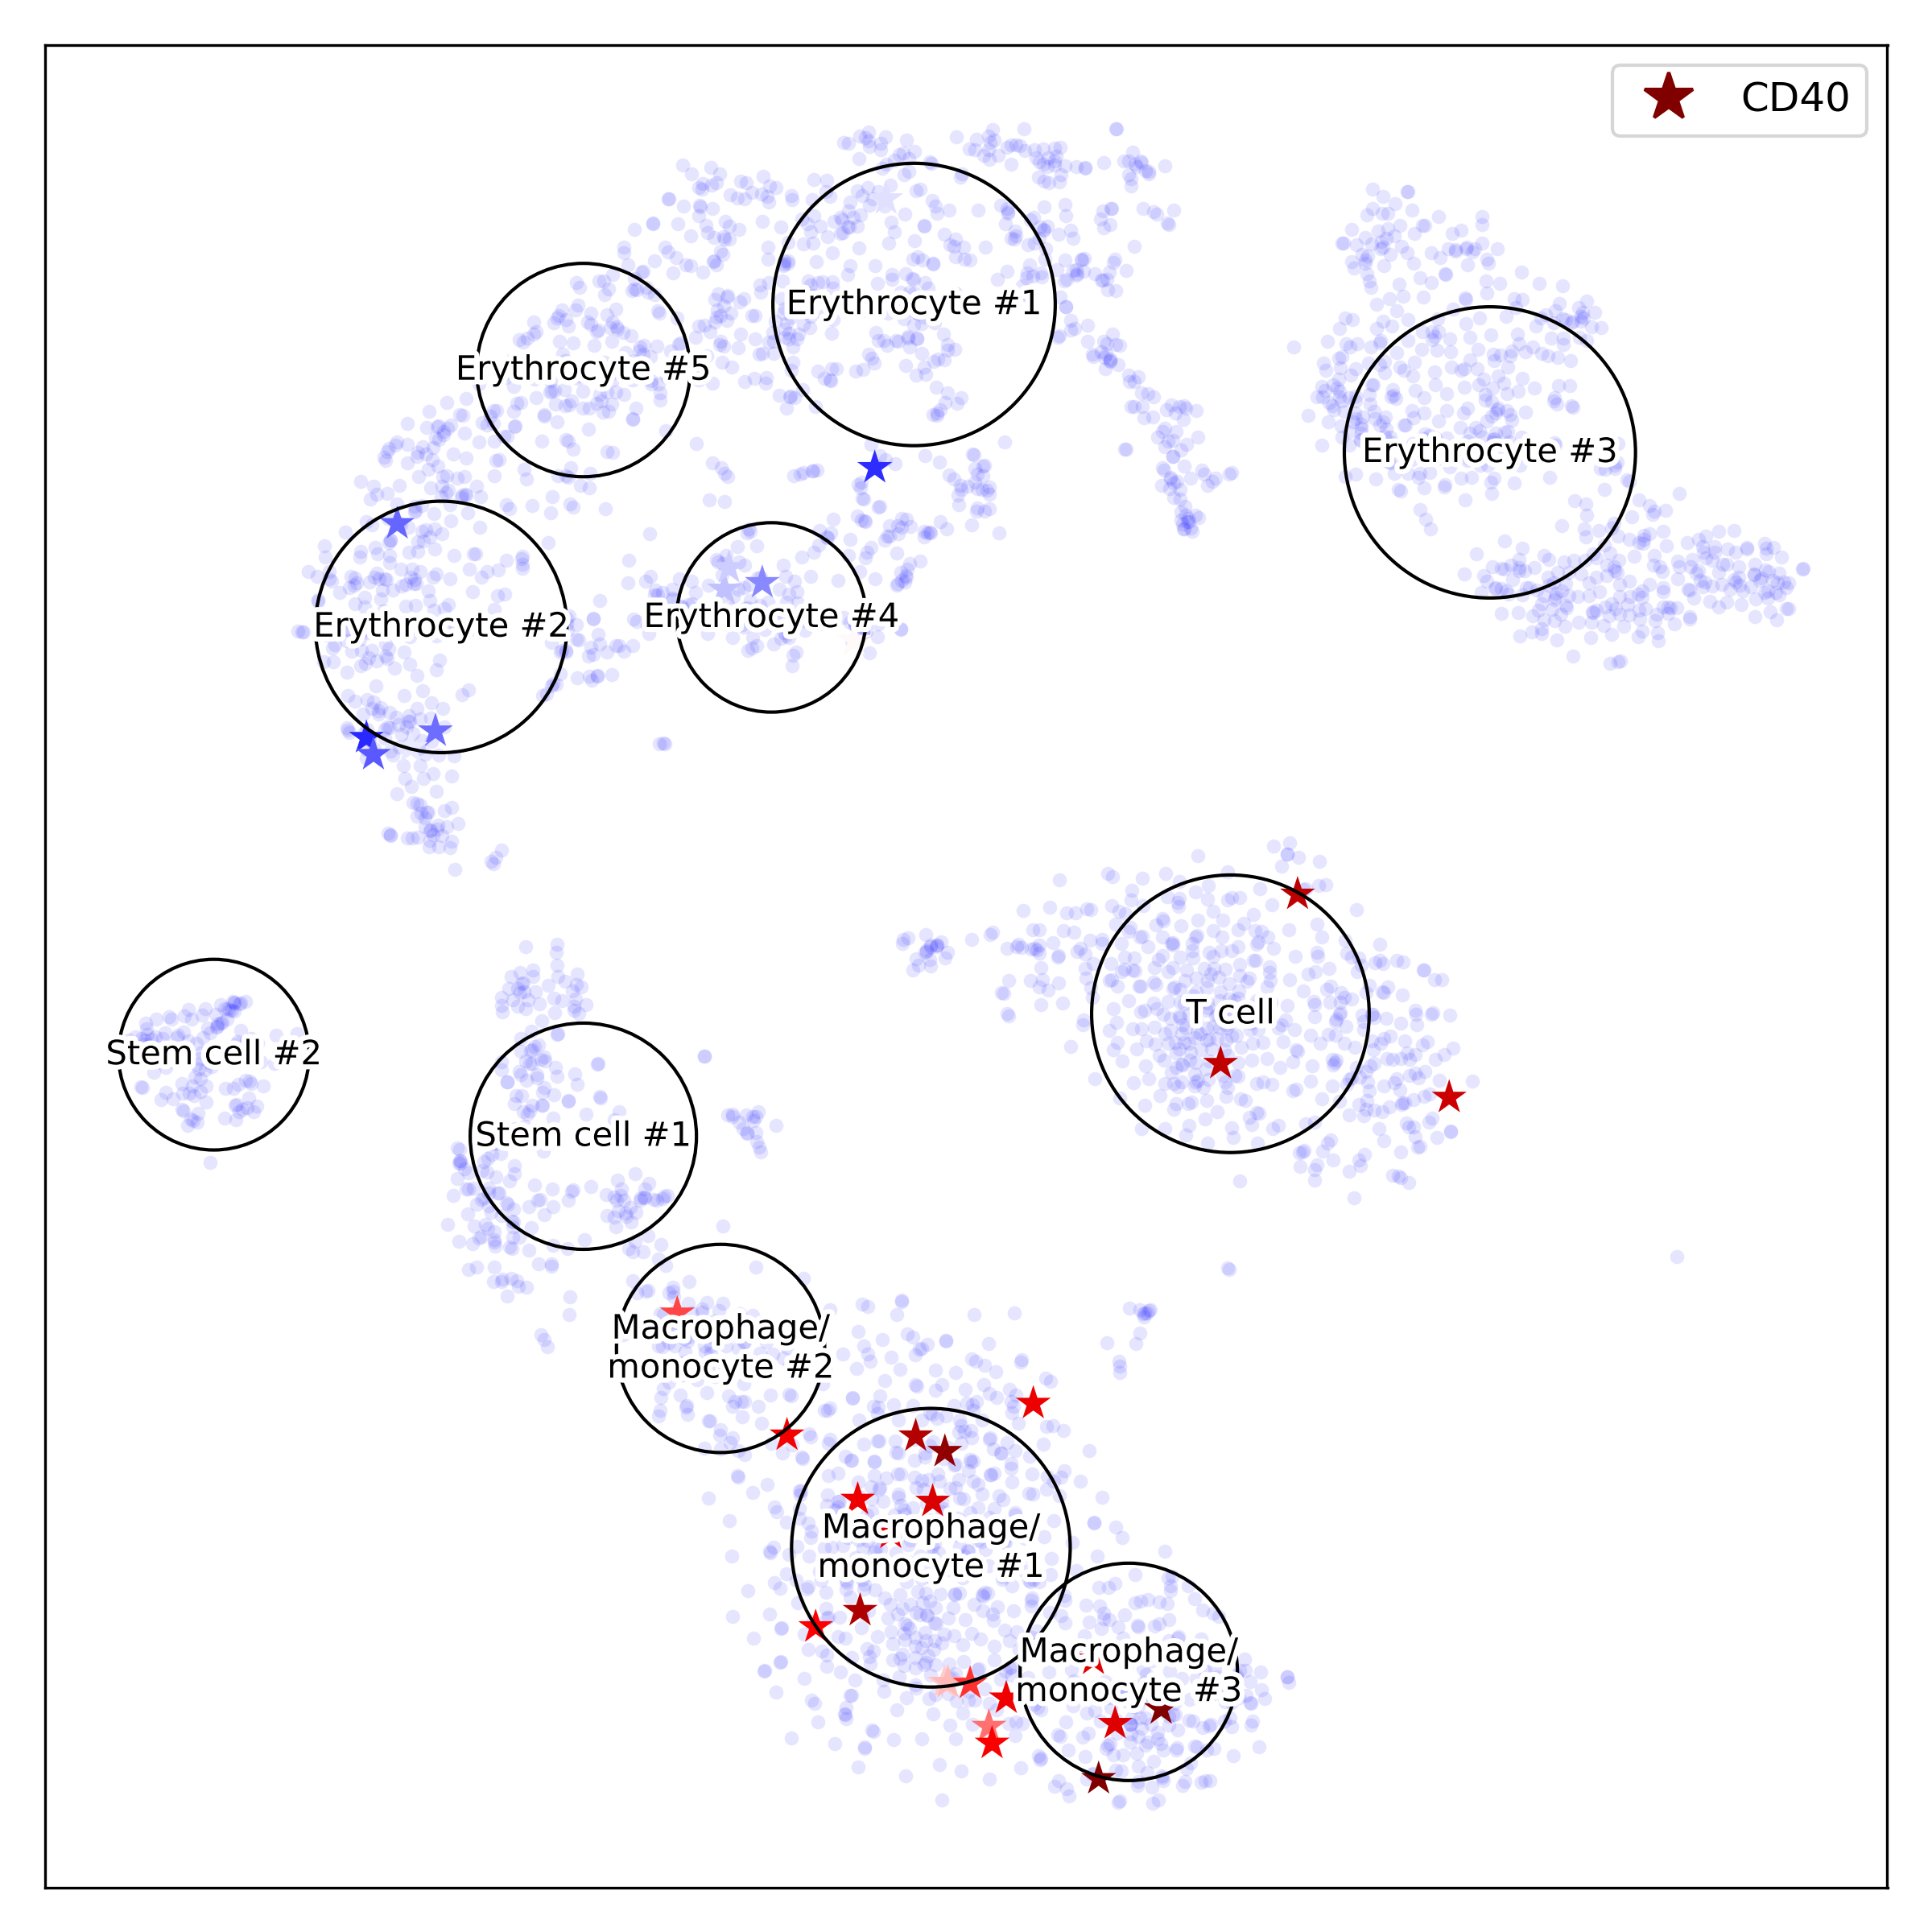 CD40
Erythrocyte #1
Erythrocyte #5
Erythrocyte #3
Erythrocyte #4
Erythrocyte #2
T cell
Stem cell #2
Stem cell #1
Macrophage/
monocyte #2
Macrophage/
monocyte #1
Macrophage/
monocyte #3